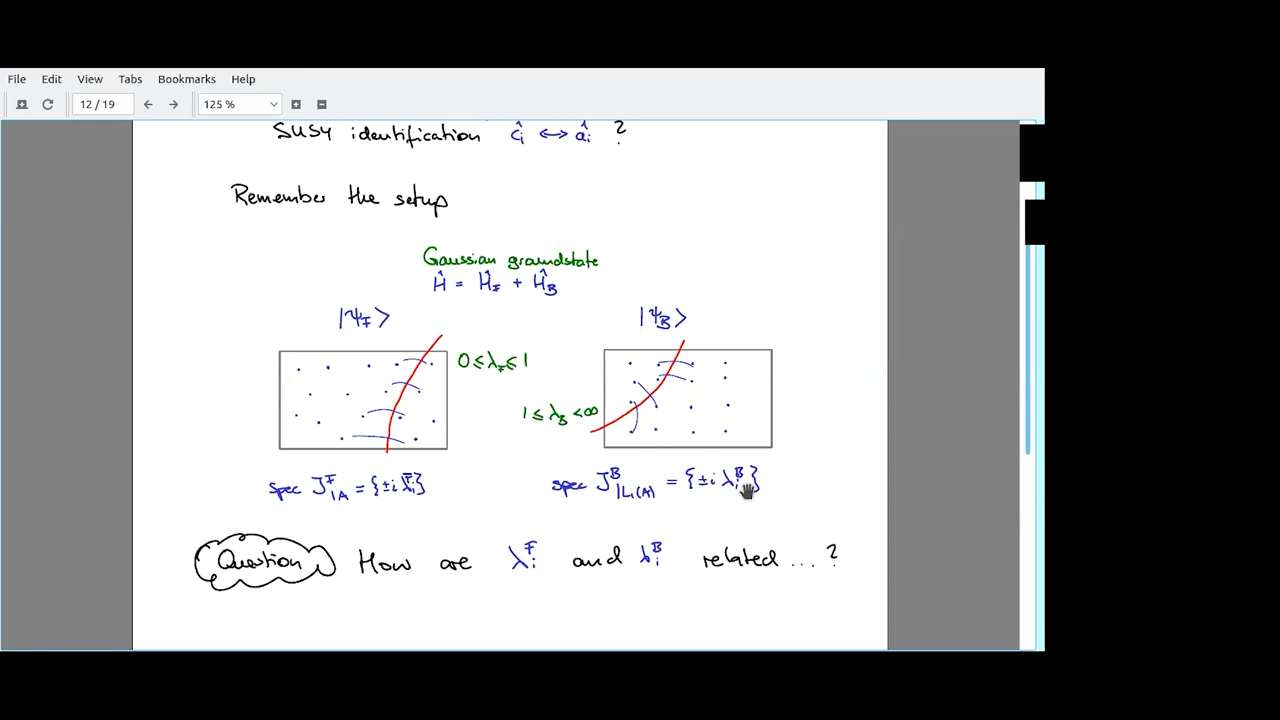 File Edit View Tabs Bookmarks Help
12 / 19 125 %
SUSY identification ĉᵢ ↔ âᵢ ?
Remember the setup
Gaussian groundstate
Ĥ = Ĥ_F + Ĥ_B
|Ψ_F⟩ |Ψ_B⟩
0 ≤ λ_F ≤ 1
1 ≤ λ_B < ∞
spec J^F_|A = {± i λ^F_i} spec J^B_|L₁(A) = {± i λ^B_i}
Question How are λ^F_i and λ^B_i related ... ?